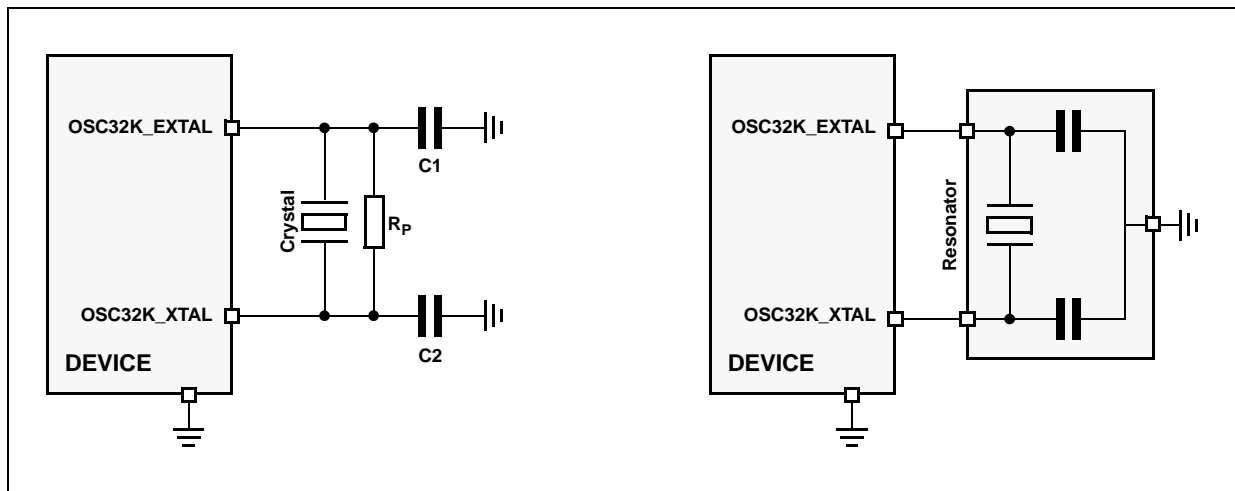 OSC32K_EXTAL
C1
Crystal
RP
OSC32K_XTAL
C2
DEVICE
OSC32K_EXTAL
Resonator
OSC32K_XTAL
DEVICE